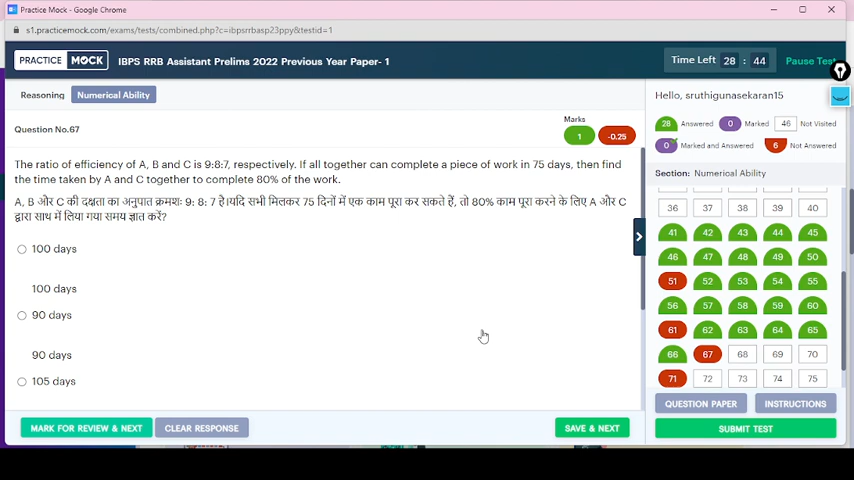 Practice Mock - Google Chrome
s1.practicemock.com/exams/tests/combined.php?c=ibpsrrbasp23ppy&testid=1
PRACTICE MOCK
IBPS RRB Assistant Prelims 2022 Previous Year Paper- 1
Time Left 28 : 44
Pause Test
Reasoning Numerical Ability
Hello, sruthigunasekaran15
Question No.67
Marks
1 -0.25
28 Answered 0 Marked 46 Not Visited
0 Marked and Answered 6 Not Answered
Section: Numerical Ability
The ratio of efficiency of A, B and C is 9:8:7, respectively. If all together can complete a piece of work in 75 days, then find
the time taken by A and C together to complete 80% of the work.
A, B और C की दक्षता का अनुपात क्रमशः 9: 8: 7 है।यदि सभी मिलकर 75 दिनों में एक काम पूरा कर सकते हैं, तो 80% काम पूरा करने के लिए A और C
द्वारा साथ में लिया गया समय ज्ञात करें?
100 days
100 days
90 days
90 days
105 days
36 37 38 39 40
41 42 43 44 45
46 47 48 49 50
51 52 53 54 55
56 57 58 59 60
61 62 63 64 65
66 67 68 69 70
71 72 73 74 75
QUESTION PAPER INSTRUCTIONS
MARK FOR REVIEW & NEXT CLEAR RESPONSE SAVE & NEXT SUBMIT TEST